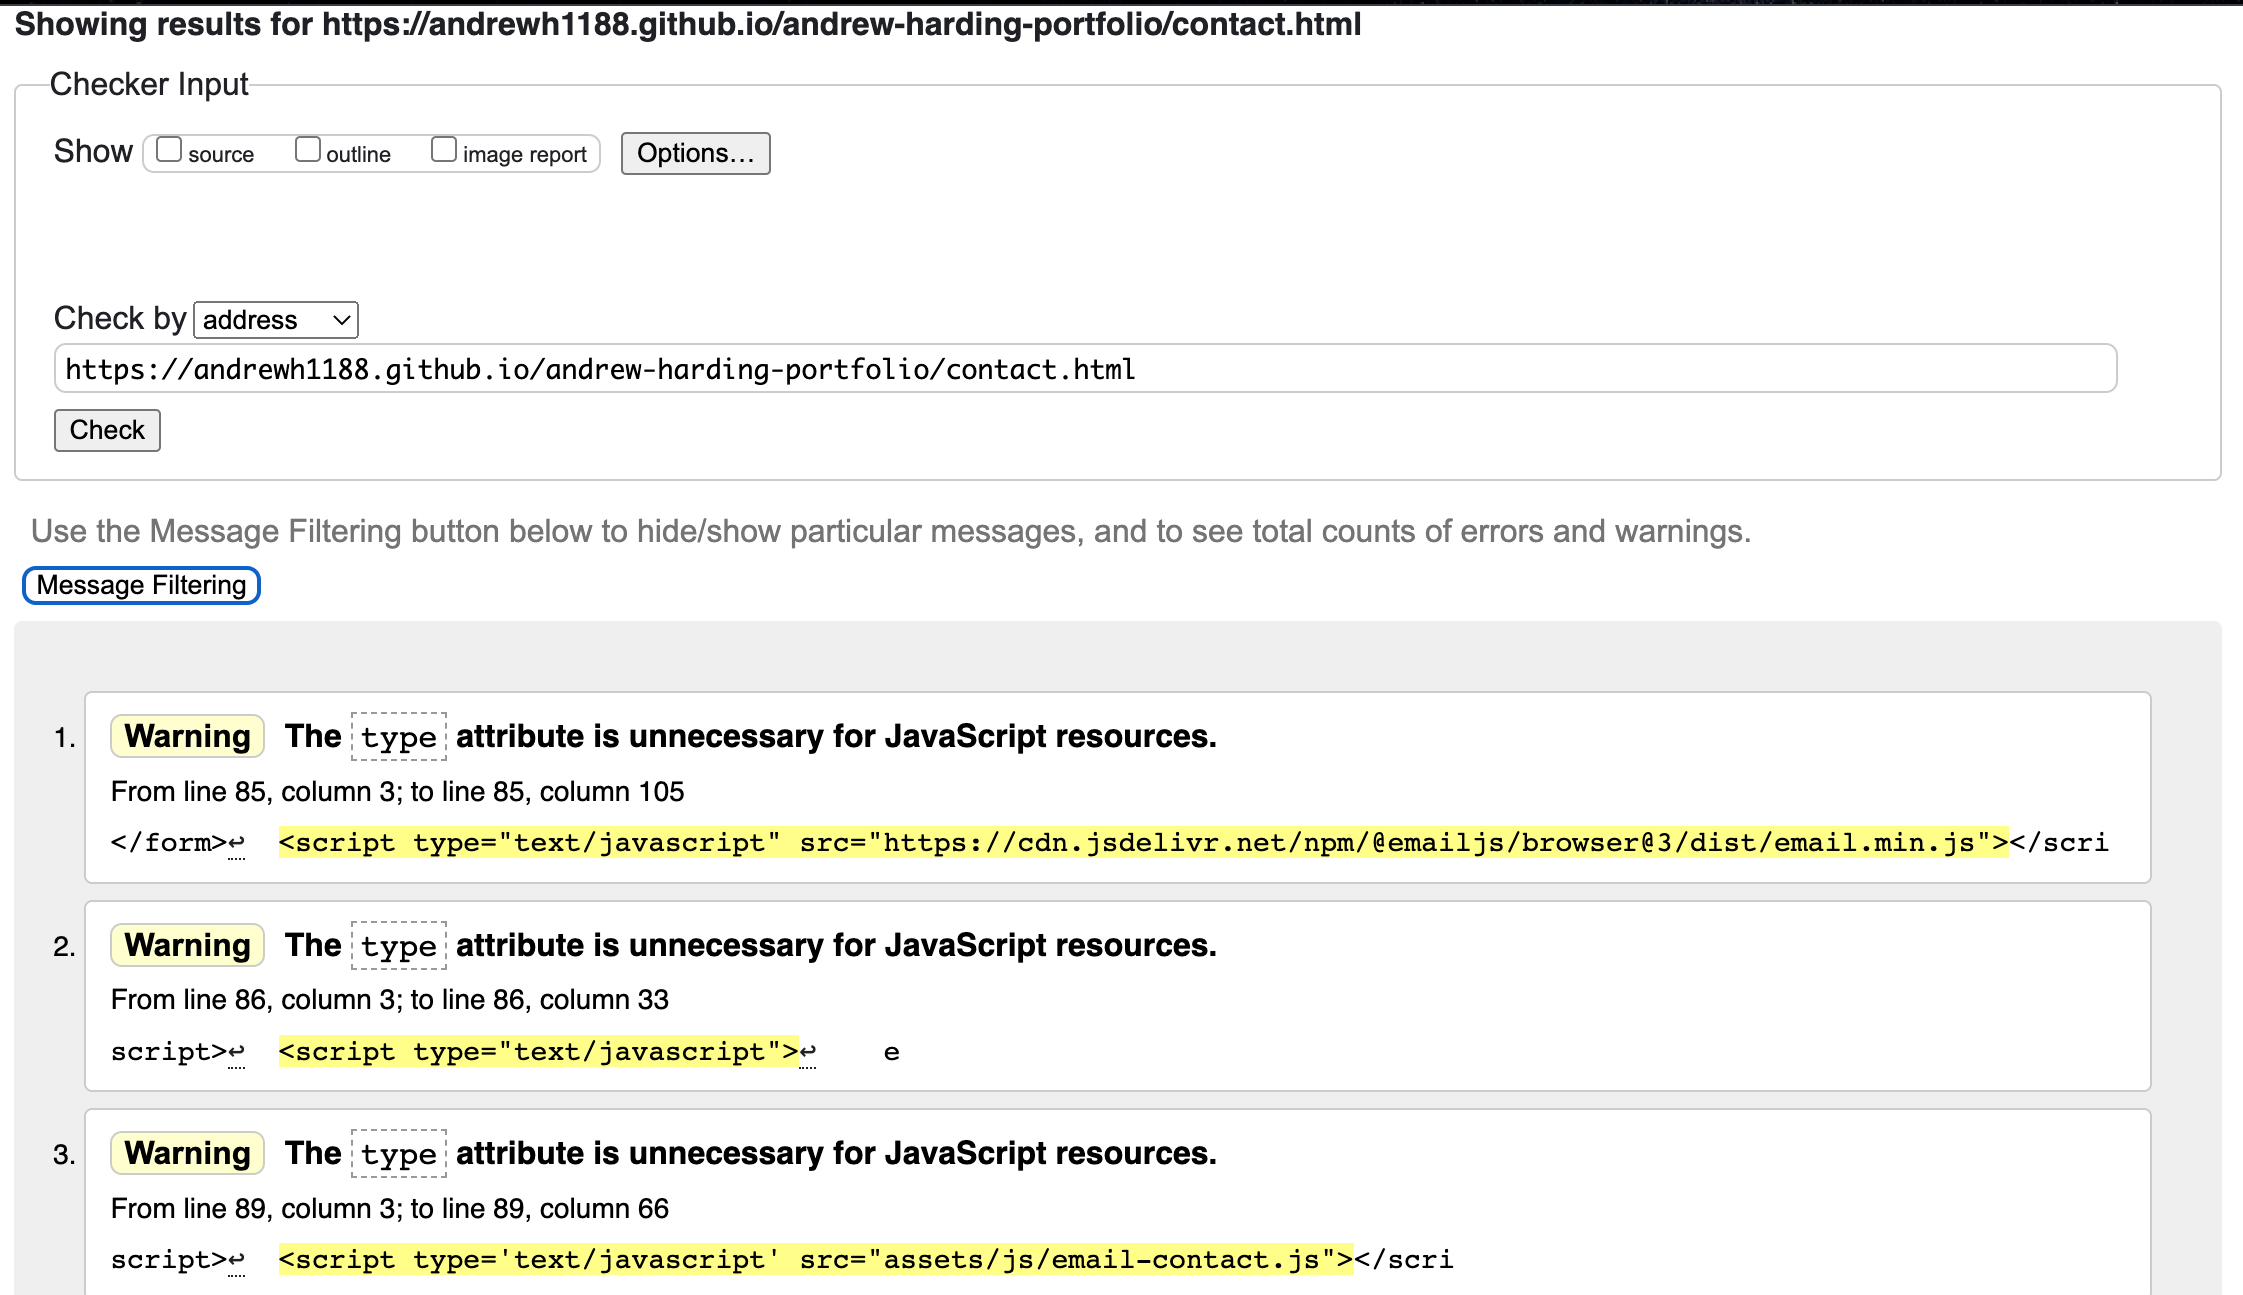 Showing results for https://andrewh1188.github.io/andrew-harding-portfolio/contact.html
Checker Input
Show source outline image report Options...
Check by address
https://andrewh1188.github.io/andrew-harding-portfolio/contact.html
Check
Use the Message Filtering button below to hide/show particular messages, and to see total counts of errors and warnings.
Message Filtering
1. Warning The type attribute is unnecessary for JavaScript resources.
From line 85, column 3; to line 85, column 105
</form>↩ <script type="text/javascript" src="https://cdn.jsdelivr.net/npm/@emailjs/browser@3/dist/email.min.js"></scri
2. Warning The type attribute is unnecessary for JavaScript resources.
From line 86, column 3; to line 86, column 33
script>↩ <script type="text/javascript">↩ e
3. Warning The type attribute is unnecessary for JavaScript resources.
From line 89, column 3; to line 89, column 66
script>↩ <script type='text/javascript' src="assets/js/email-contact.js"></scri